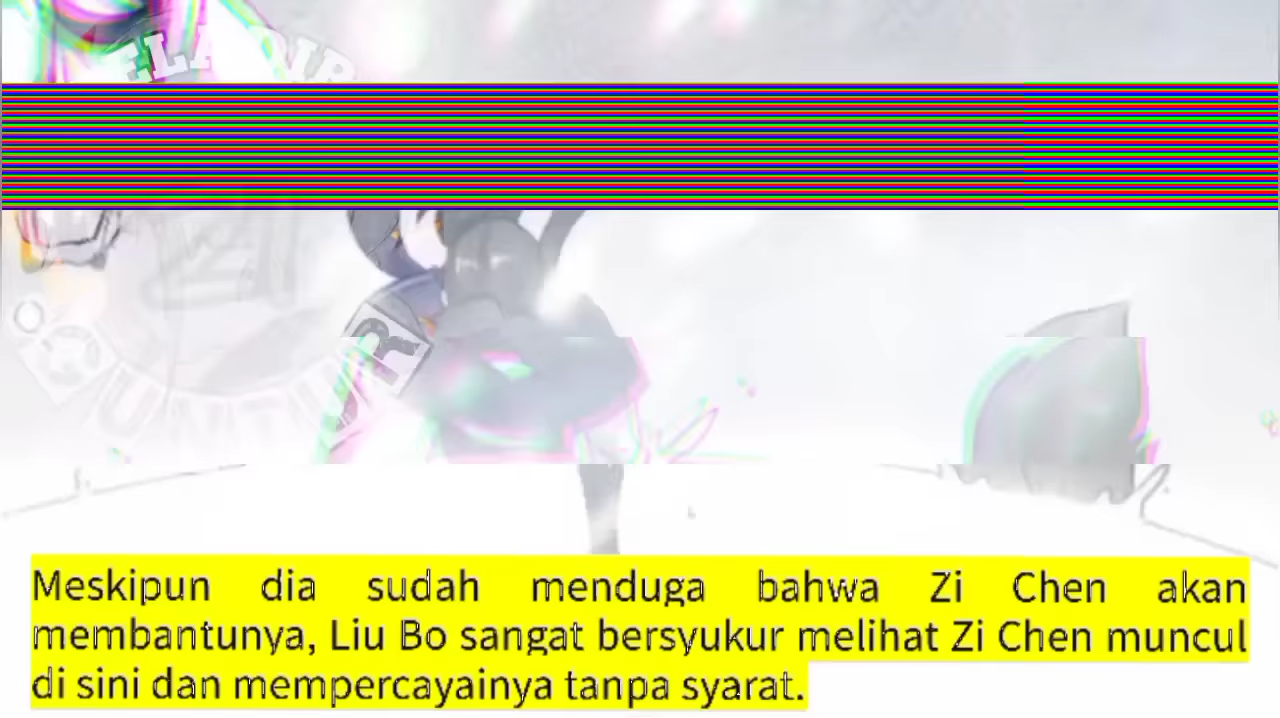 Meskipun dia sudah menduga bahwa Zi Chen akan
membantunya, Liu Bo sangat bersyukur melihat Zi Chen muncul
di sini dan mempercayainya tanpa syarat.